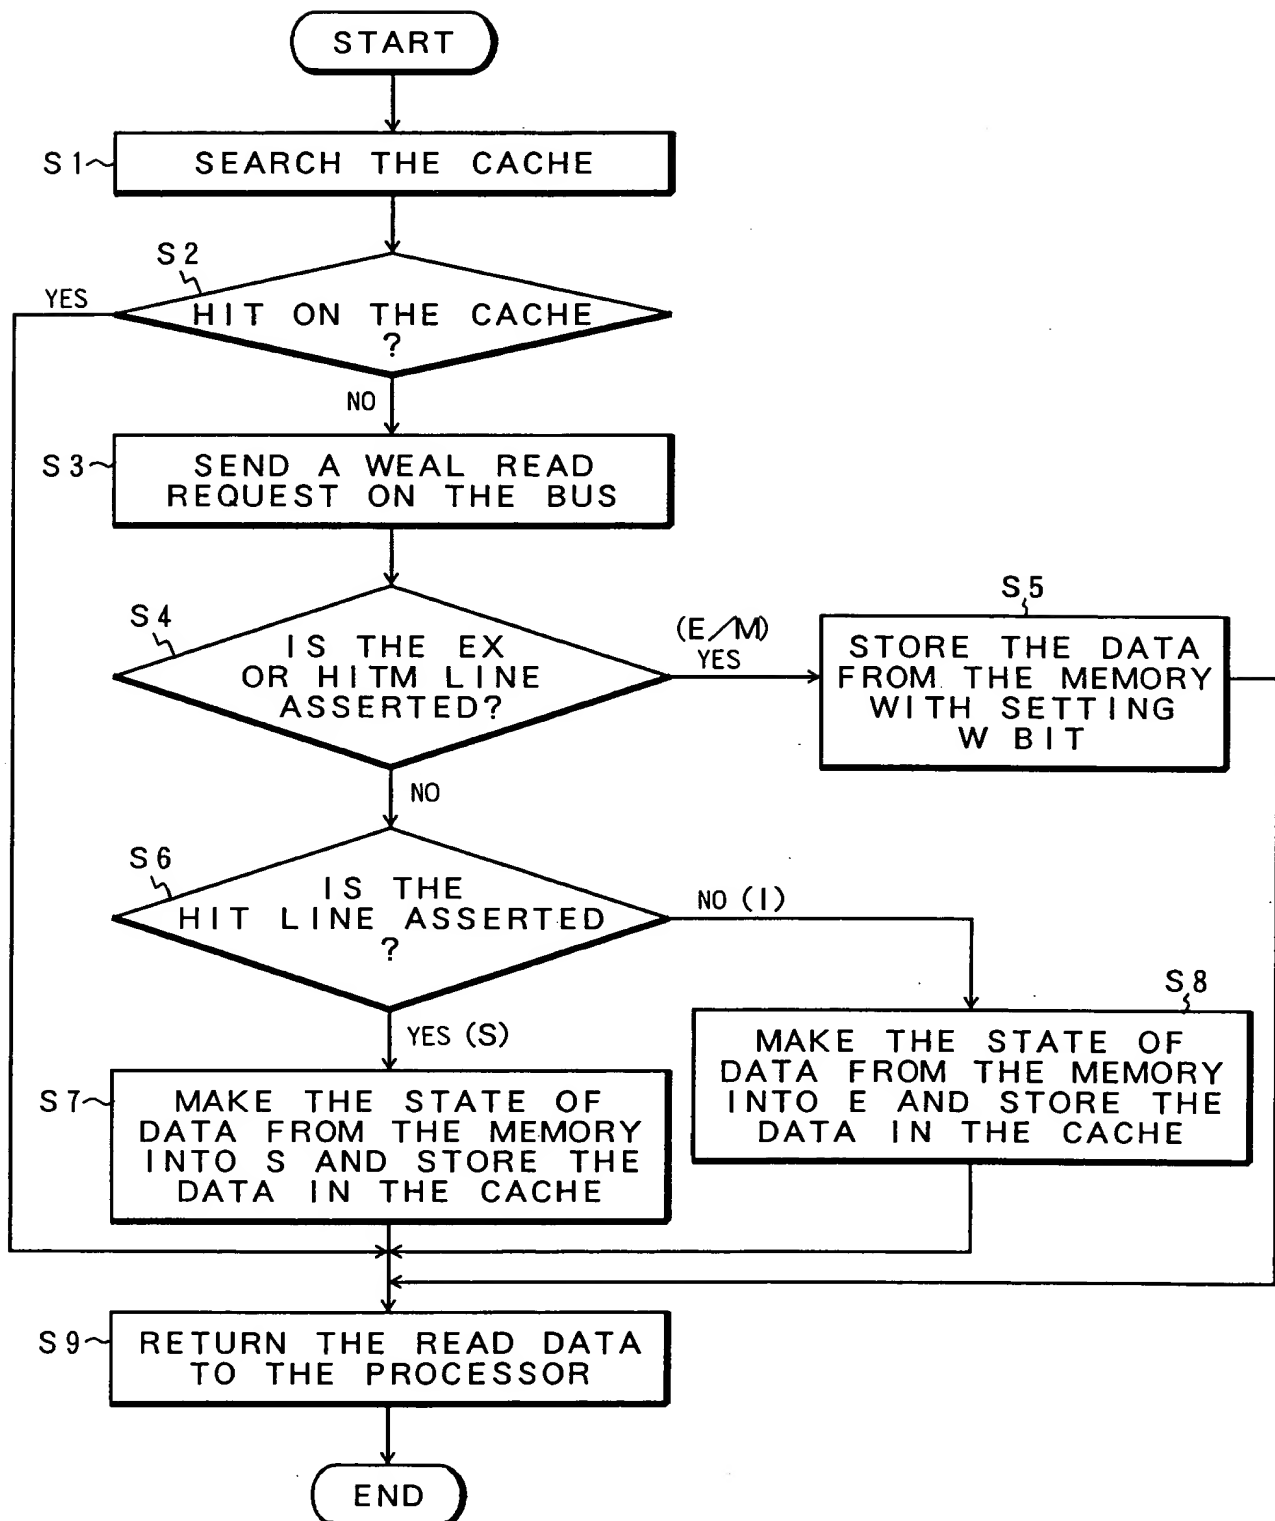 START
S1
SEARCH THE CACHE
S2
YES
HIT ON THE CACHE
?
NO
S3
SEND A WEAL READ
REQUEST ON THE BUS
S4
IS THE EX
OR HITM LINE
ASSERTED?
(E/M)
YES
S5
STORE THE DATA
FROM THE MEMORY
WITH SETTING
W BIT
NO
S6
IS THE
HIT LINE ASSERTED
?
NO (I)
YES (S)
S8
MAKE THE STATE OF
DATA FROM THE MEMORY
INTO E AND STORE THE
DATA IN THE CACHE
S7
MAKE THE STATE OF
DATA FROM THE MEMORY
INTO S AND STORE THE
DATA IN THE CACHE
S9
RETURN THE READ DATA
TO THE PROCESSOR
END